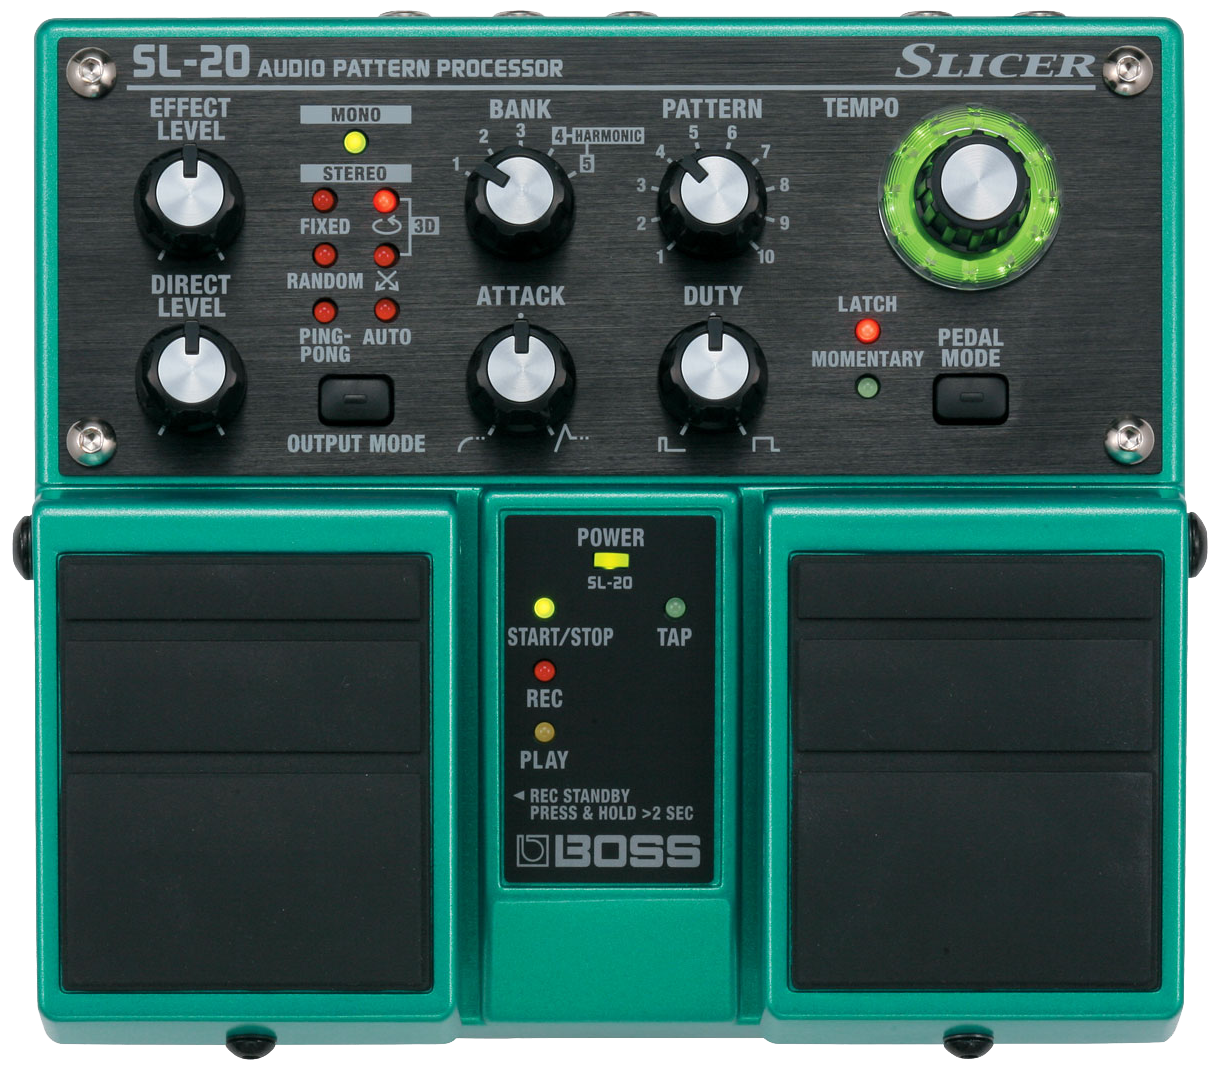 SL-20 AUDIO PATTERN PROCESSOR
SLICER
EFFECT
LEVEL
MONO
STEREO
FIXED
3D
RANDOM
PING-
PONG
AUTO
OUTPUT MODE
DIRECT
LEVEL
BANK
1
2
3
4 HARMONIC
5
ATTACK
PATTERN
1
2
3
4
5
6
7
8
9
10
DUTY
TEMPO
LATCH
MOMENTARY
PEDAL
MODE
POWER
SL-20
START/STOP
TAP
REC
PLAY
◄ REC STANDBY
PRESS & HOLD >2 SEC
BOSS